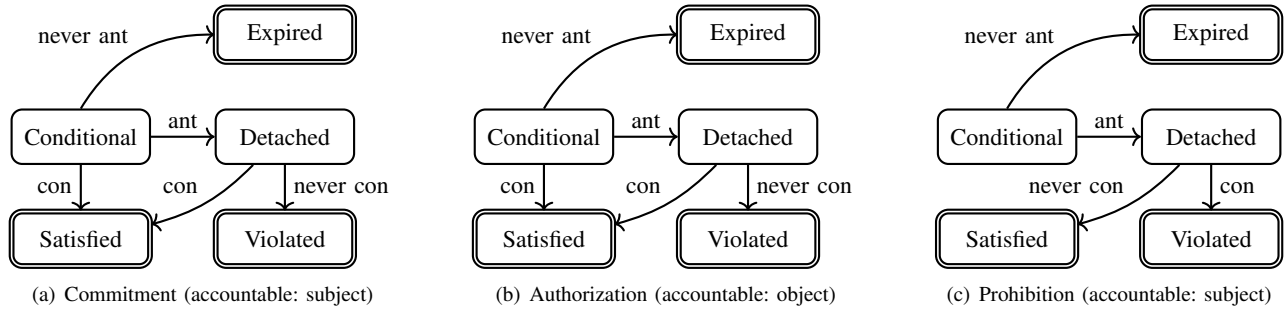 Expired Expired Expired
never ant never ant never ant
Conditional ant Detached Conditional ant Detached Conditional ant Detached
con con never con con con never con never con con
Satisfied Violated Satisfied Violated Satisfied Violated
(a) Commitment (accountable: subject) (b) Authorization (accountable: object) (c) Prohibition (accountable: subject)